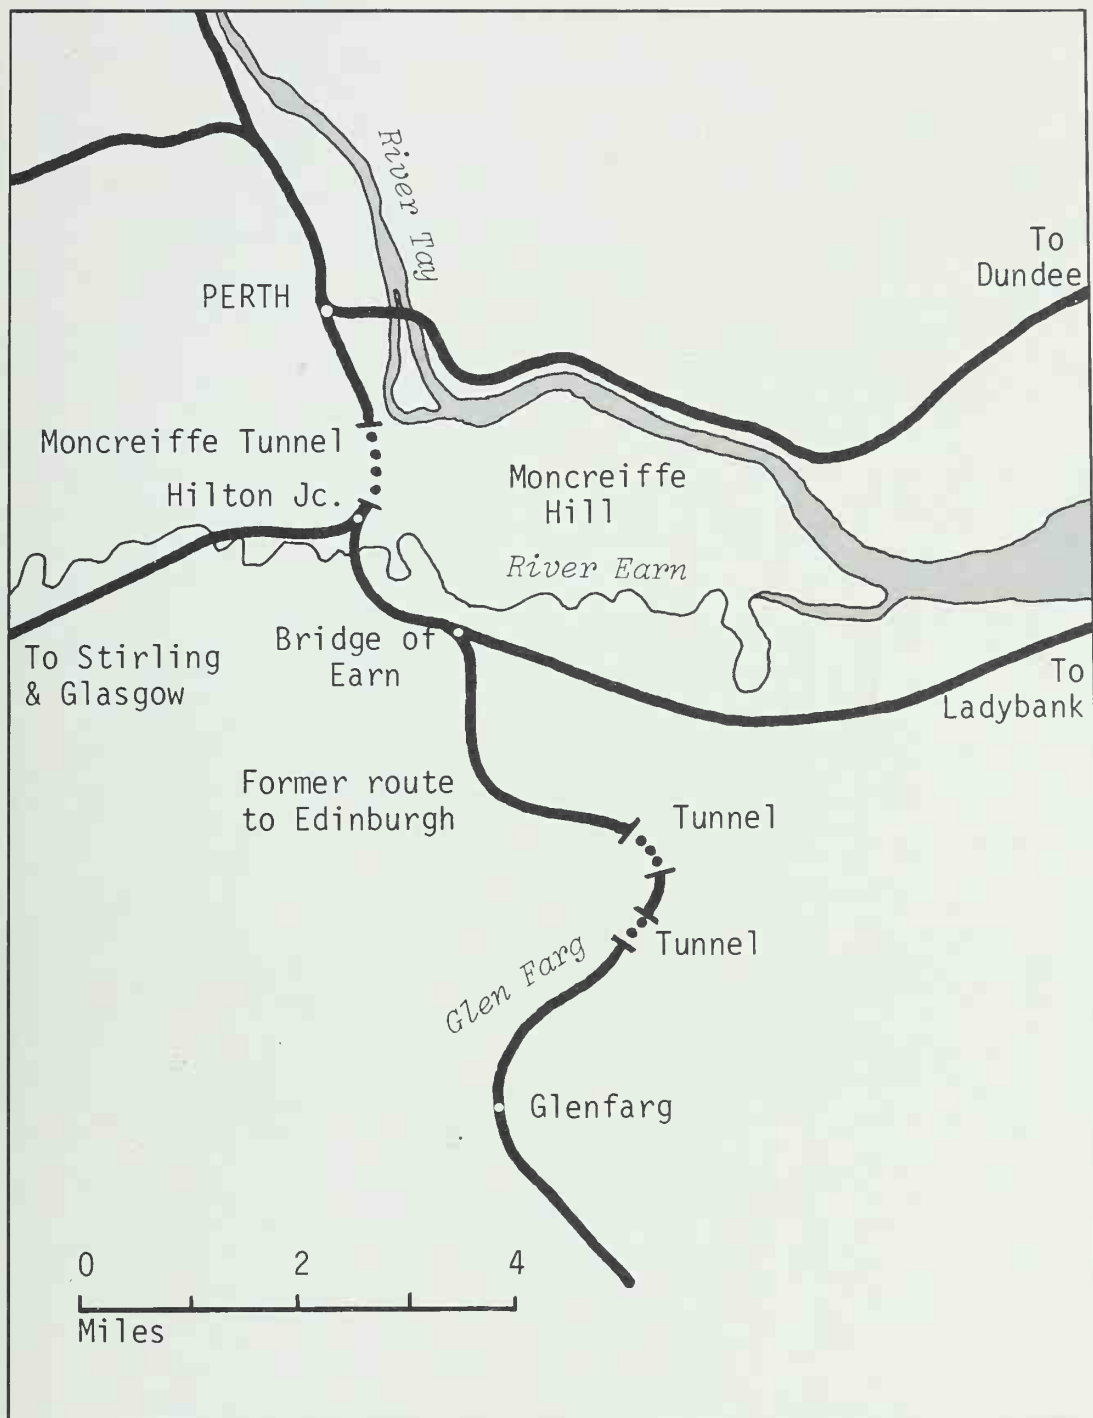 River Tay
To
Dundee
PERTH
Moncreiffe Tunnel
Hilton Jc.
Moncreiffe
Hill
River Earn
Bridge of
Earn
To Stirling
& Glasgow
To
Ladybank
Former route
to Edinburgh
Tunnel
Tunnel
Glen Farg
Glenfarg
0 2 4
Miles